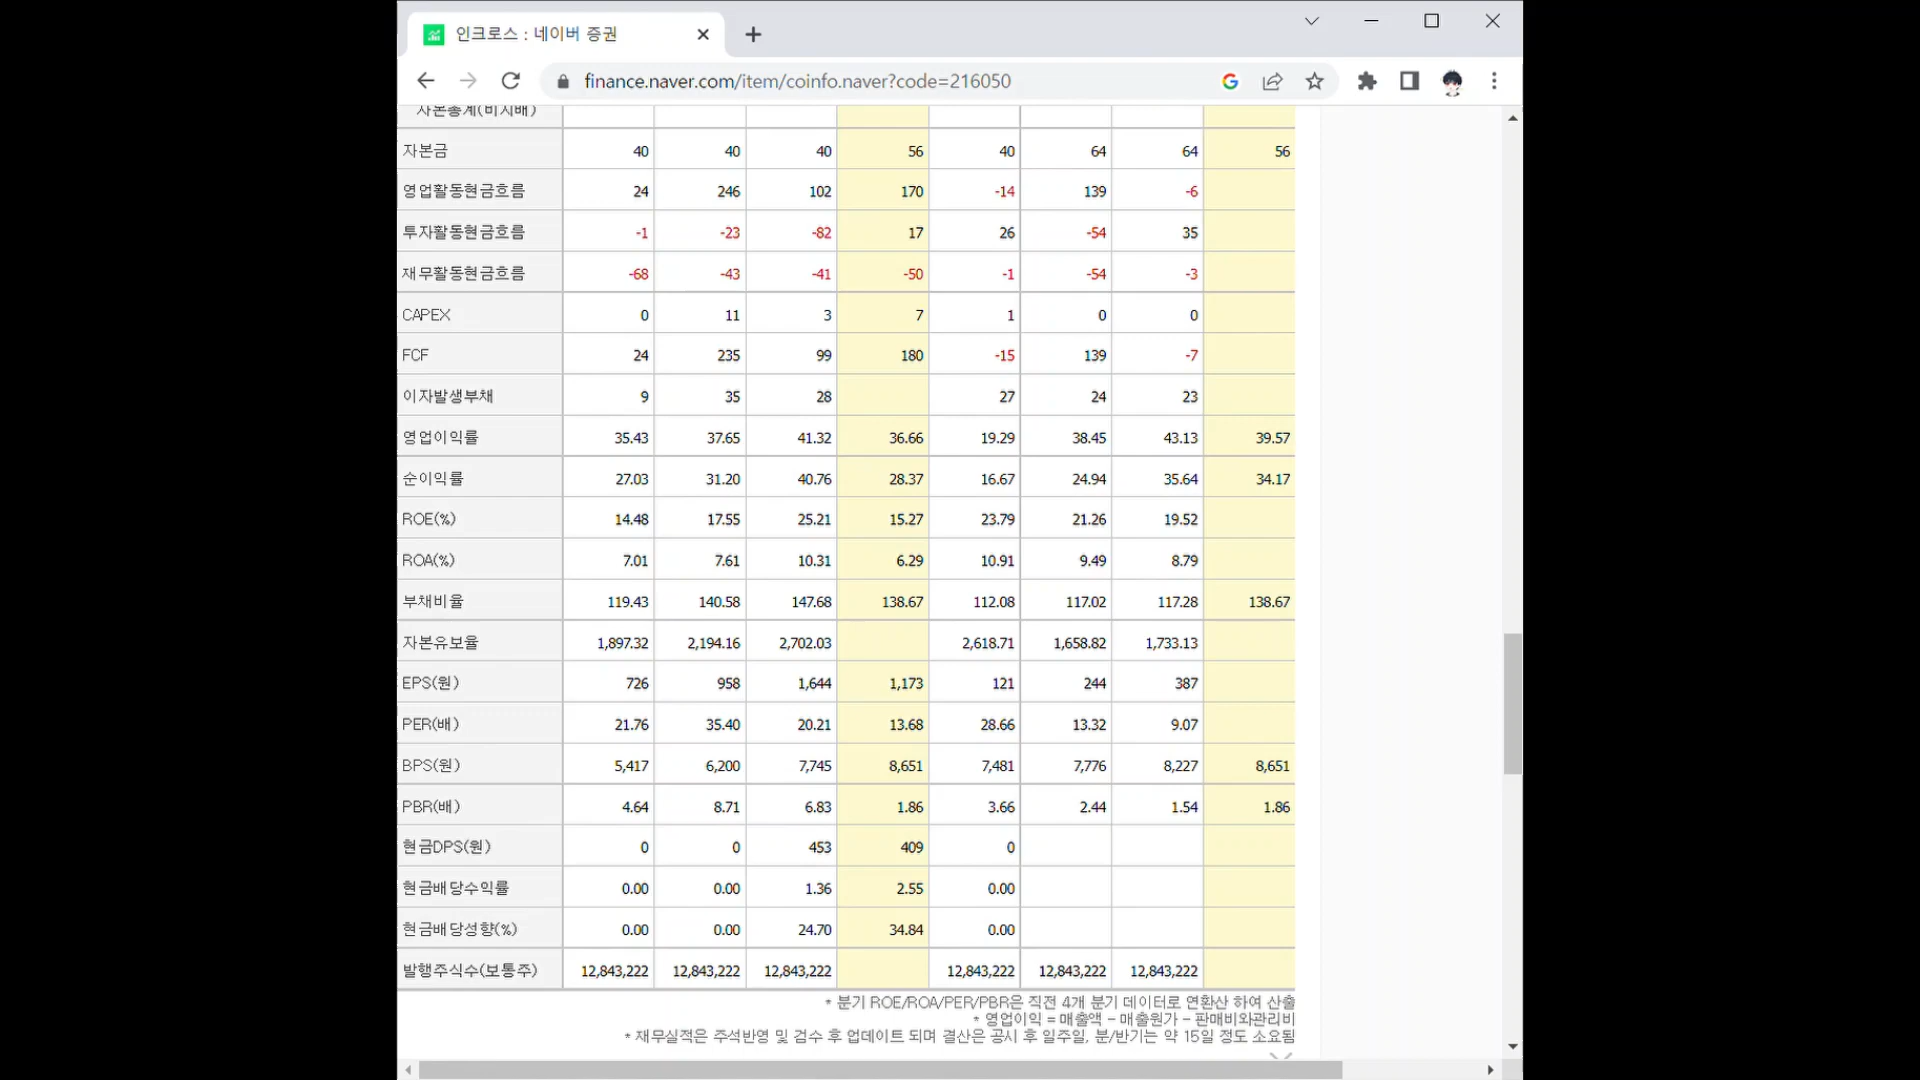 인크로스 : 네이버 증권
finance.naver.com/item/coinfo.naver?code=216050
자본총계(비지배)
자본금 40 40 40 56 40 64 64 56
영업활동현금흐름 24 246 102 170 -14 139 -6
투자활동현금흐름 -1 -23 -82 17 26 -54 35
재무활동현금흐름 -68 -43 -41 -50 -1 -54 -3
CAPEX 0 11 3 7 1 0 0
FCF 24 235 99 180 -15 139 -7
이자발생부채 9 35 28 27 24 23
영업이익률 35.43 37.65 41.32 36.66 19.29 38.45 43.13 39.57
순이익률 27.03 31.20 40.76 28.37 16.67 24.94 35.64 34.17
ROE(%) 14.48 17.55 25.21 15.27 23.79 21.26 19.52
ROA(%) 7.01 7.61 10.31 6.29 10.91 9.49 8.79
부채비율 119.43 140.58 147.68 138.67 112.08 117.02 117.28 138.67
자본유보율 1,897.32 2,194.16 2,702.03 2,618.71 1,658.82 1,733.13
EPS(원) 726 958 1,644 1,173 121 244 387
PER(배) 21.76 35.40 20.21 13.68 28.66 13.32 9.07
BPS(원) 5,417 6,200 7,745 8,651 7,481 7,776 8,227 8,651
PBR(배) 4.64 8.71 6.83 1.86 3.66 2.44 1.54 1.86
현금DPS(원) 0 0 453 409 0
현금배당수익률 0.00 0.00 1.36 2.55 0.00
현금배당성향(%) 0.00 0.00 24.70 34.84 0.00
발행주식수(보통주) 12,843,222 12,843,222 12,843,222 12,843,222 12,843,222 12,843,222
* 분기 ROE/ROA/PER/PBR은 직전 4개 분기 데이터로 연환산 하여 산출
* 영업이익 = 매출액 - 매출원가 - 판매비와관리비
* 재무실적은 주석반영 및 검수 후 업데이트 되며 결산은 공시 후 일주일, 분/반기는 약 15일 정도 소요됨